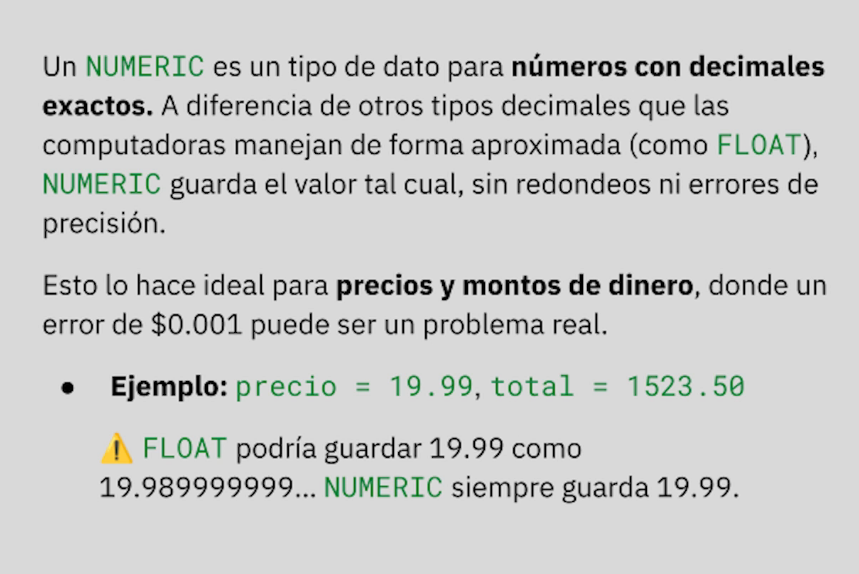 Un NUMERIC es un tipo de dato para números con decimales
exactos. A diferencia de otros tipos decimales que las
computadoras manejan de forma aproximada (como FLOAT),
NUMERIC guarda el valor tal cual, sin redondeos ni errores de
precisión.
Esto lo hace ideal para precios y montos de dinero, donde un
error de $0.001 puede ser un problema real.
● Ejemplo: precio = 19.99, total = 1523.50
⚠️ FLOAT podría guardar 19.99 como
19.989999999... NUMERIC siempre guarda 19.99.